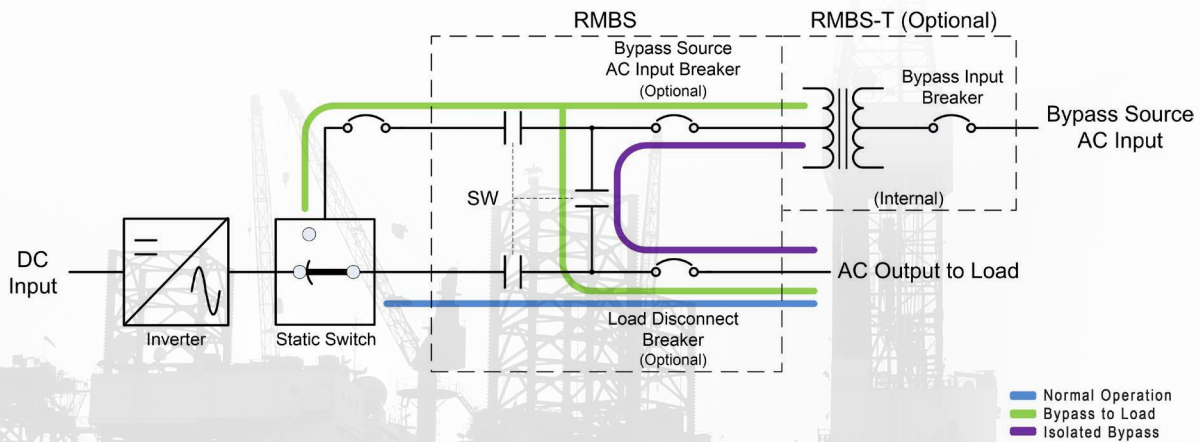 RMBS
RMBS-T (Optional)
Bypass Source
AC Input Breaker
(Optional)
Bypass Input
Breaker
Bypass Source
AC Input
SW
(Internal)
DC
Input
AC Output to Load
Inverter
Static Switch
Load Disconnect
Breaker
(Optional)
Normal Operation
Bypass to Load
Isolated Bypass